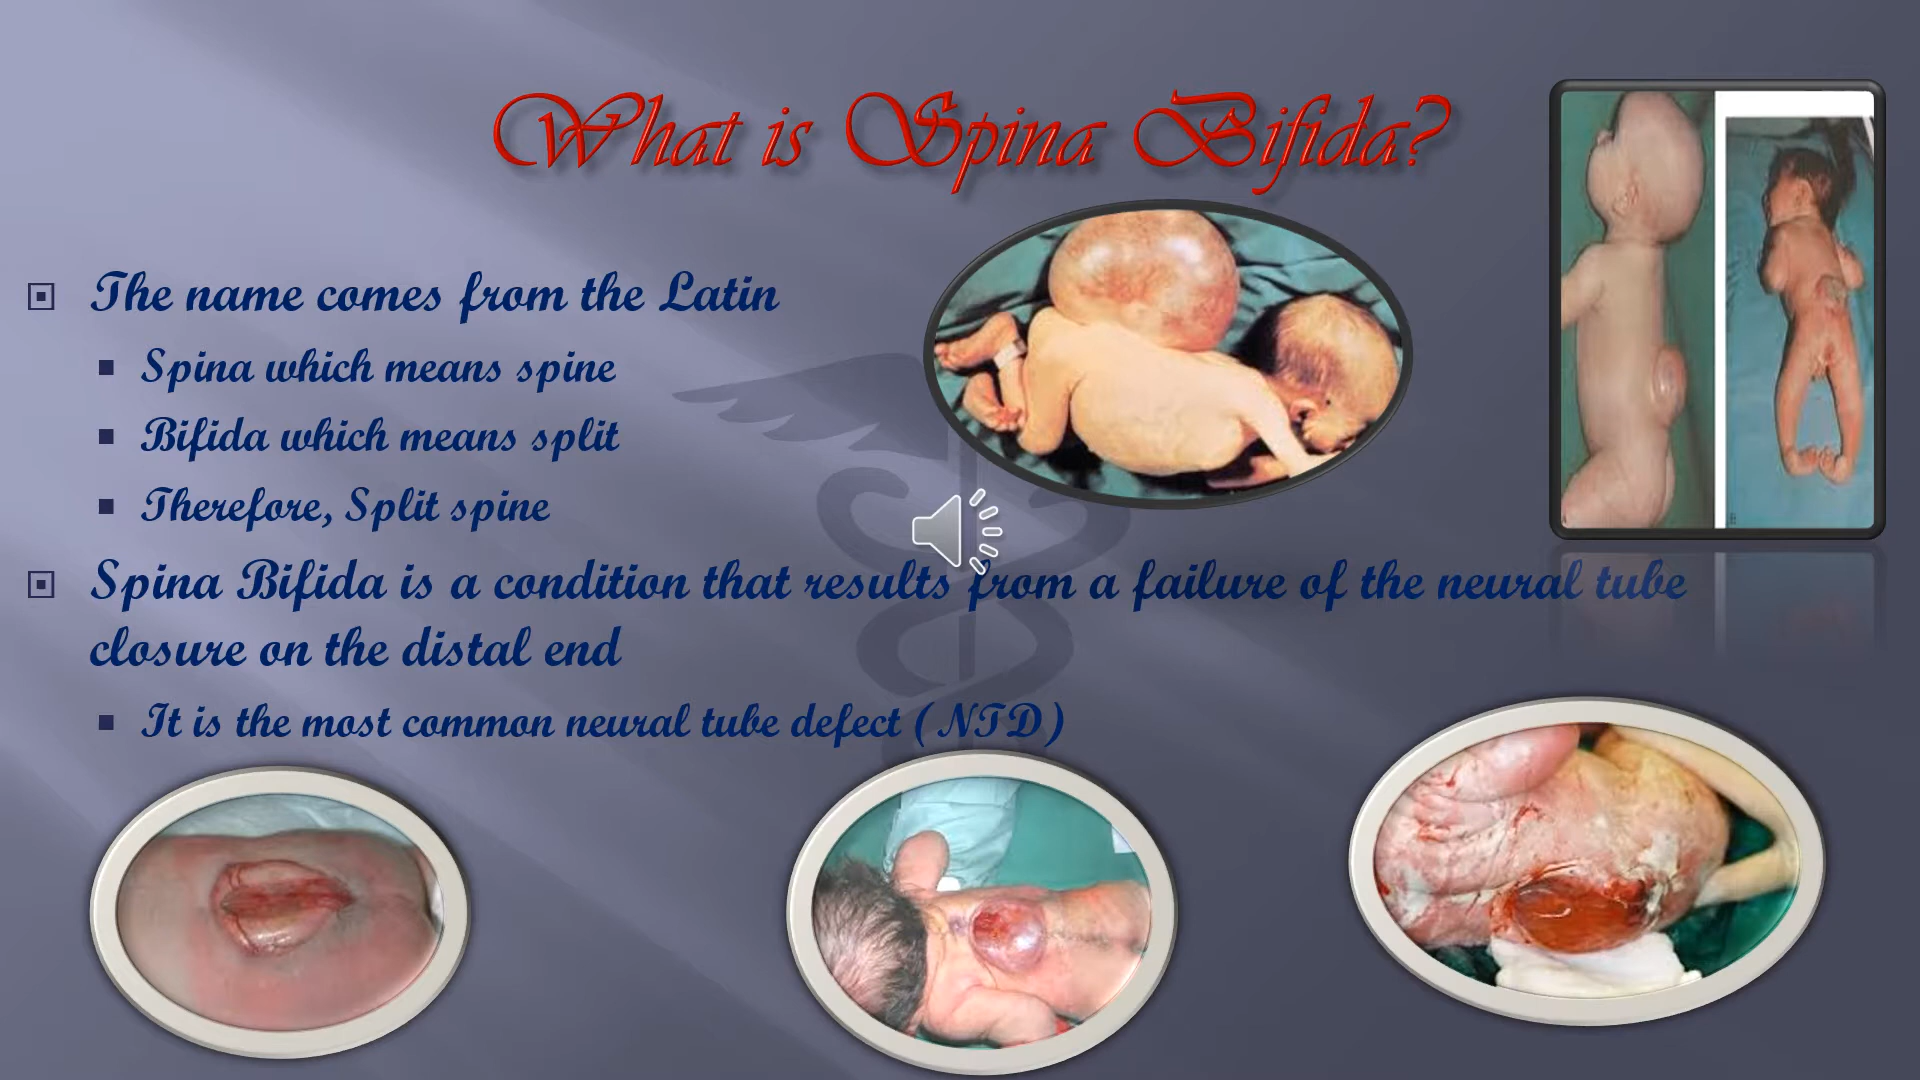 What is Spina Bifida?
The name comes from the Latin
Spina which means spine
Bifida which means split
Therefore, Split spine
Spina Bifida is a condition that results from a failure of the neural tube
closure on the distal end
It is the most common neural tube defect ( NTD)